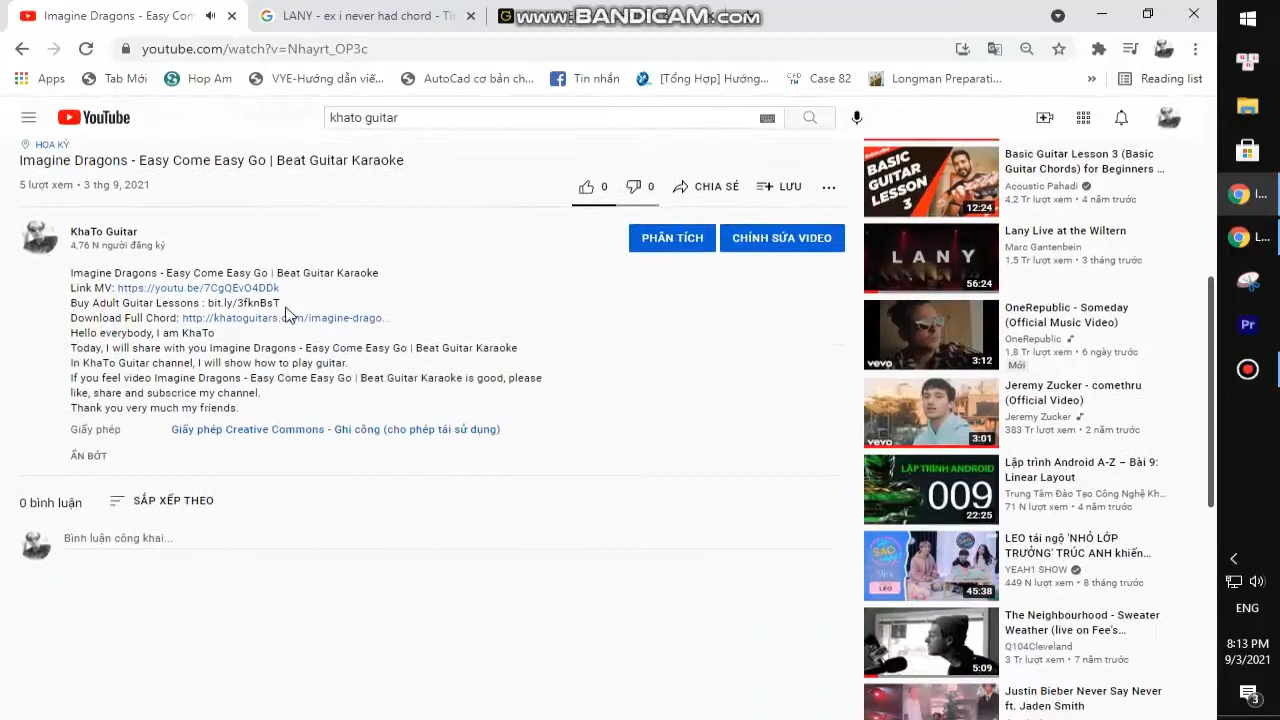 Imagine Dragons - Easy Com
LANY - ex i never had chord - T
www.BANDICAM.com
youtube.com/watch?v=Nhayrt_OP3c
Apps
Tab Mới
Hop Am
VYE-Hướng dẫn viế...
AutoCad cơ bản ch...
Tin nhắn
[Tổng Hợp] Hướng...
Case 82
Longman Preparati...
»
Reading list
YouTube
khato guitar
HOA KỲ
Imagine Dragons - Easy Come Easy Go | Beat Guitar Karaoke
5 lượt xem • 3 thg 9, 2021
0
0
CHIA SẺ
LƯU
KhaTo Guitar
4,76 N người đăng ký
PHÂN TÍCH
CHỈNH SỬA VIDEO
Imagine Dragons - Easy Come Easy Go | Beat Guitar Karaoke
Link MV: https://youtu.be/7CgQEvO4DDk
Buy Adult Guitar Lessons : bit.ly/3fknBsT
Download Full Chord: http://khatoguitars.c /imagine-drago...
Hello everybody, I am KhaTo
Today, I will share with you Imagine Dragons - Easy Come Easy Go | Beat Guitar Karaoke
In KhaTo Guitar channel, I will show how to play guitar.
If you feel video Imagine Dragons - Easy Come Easy Go | Beat Guitar Karaoke is good, please
like, share and subscrice my channel.
Thank you very much my friends.
Giấy phép
Giấy phép Creative Commons - Ghi công (cho phép tái sử dụng)
ẨN BỚT
0 bình luận
SẮP XẾP THEO
Bình luận công khai...
BASIC
GUITAR
LESSON
3
12:24
Basic Guitar Lesson 3 (Basic
Guitar Chords) for Beginners ...
Acoustic Pahadi
4,2 Tr lượt xem • 4 năm trước
LANY
56:24
Lany Live at the Wiltern
Marc Gantenbein
1,5 Tr lượt xem • 3 tháng trước
vevo
3:12
OneRepublic - Someday
(Official Music Video)
OneRepublic
1,8 Tr lượt xem • 6 ngày trước
Mới
vevo
3:01
Jeremy Zucker - comethru
(Official Video)
Jeremy Zucker
383 Tr lượt xem • 2 năm trước
LẬP TRÌNH ANDROID
009
22:25
Lập trình Android A-Z – Bài 9:
Linear Layout
Trung Tâm Đào Tạo Công Nghệ Kh...
71 N lượt xem • 4 năm trước
SAO
LEO
45:38
LEO tái ngộ 'NHỎ LỚP
TRƯỞNG' TRÚC ANH khiến...
YEAH1 SHOW
449 N lượt xem • 8 tháng trước
5:09
The Neighbourhood - Sweater
Weather (live on Fee's...
Q104Cleveland
3 Tr lượt xem • 7 năm trước
Justin Bieber Never Say Never
ft. Jaden Smith
I...
L...
Pr
ENG
8:13 PM
9/3/2021
3